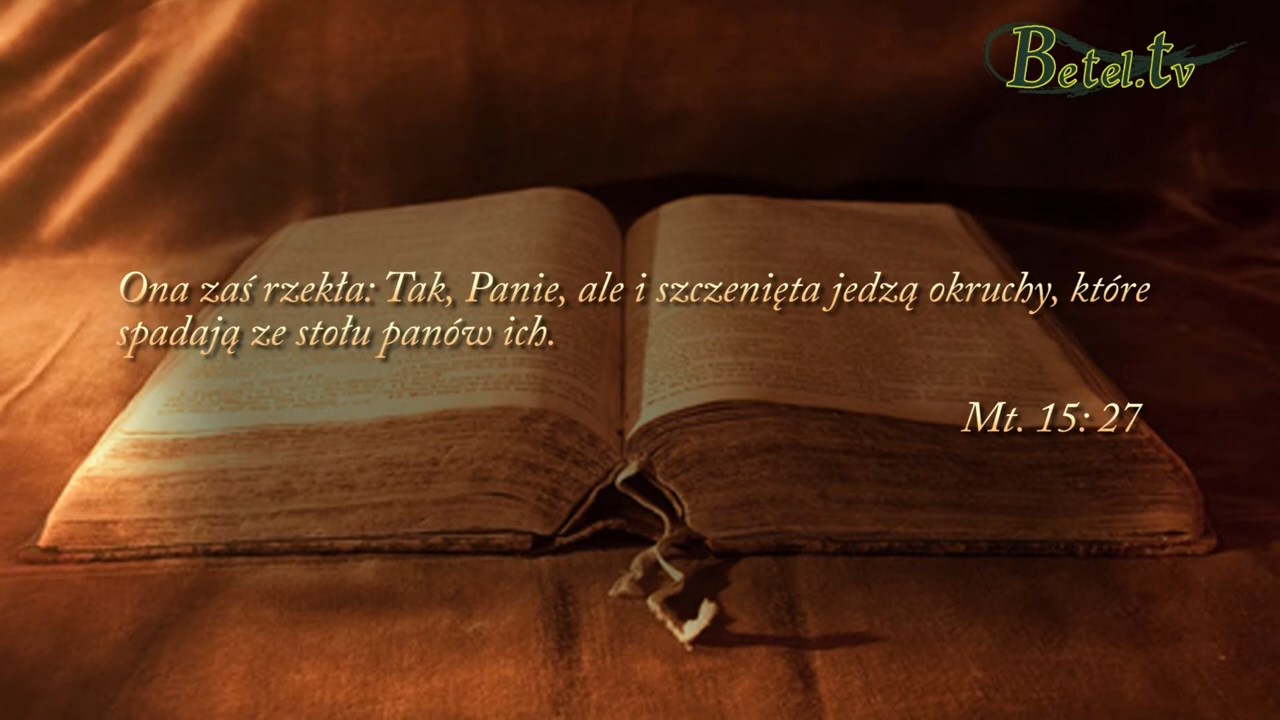 Betel.tv
Ona zaś rzekła: Tak, Panie, ale i szczenięta jedzą okruchy, które
spadają ze stołu panów ich.
Mt. 15: 27